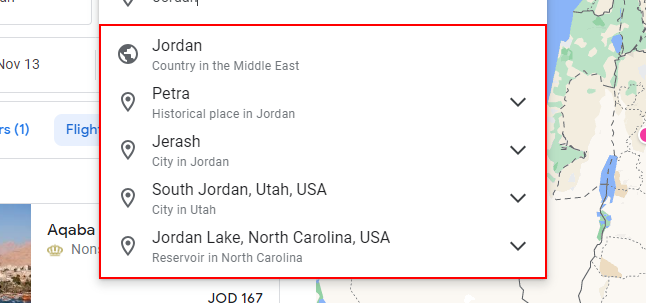 Jordan
Nov 13
Jordan
Country in the Middle East
Petra
Historical place in Jordan
rs (1)
Jerash
City in Jordan
South Jordan, Utah, USA
City in Utah
Aqaba
Jordan Lake, North Carolina, USA
Reservoir in North Carolina
JOD 167